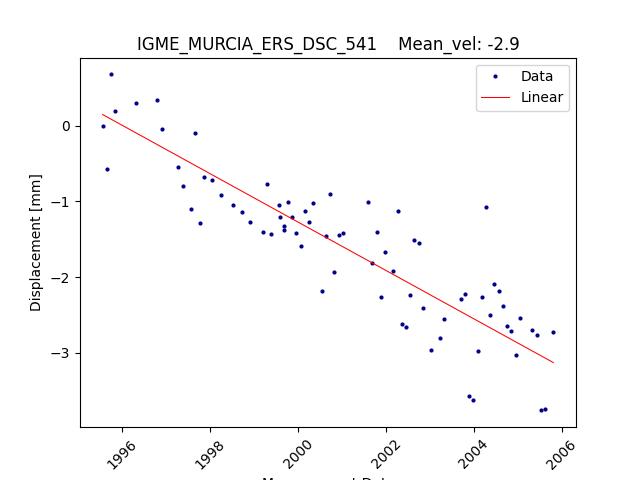 IGME_MURCIA_ERS_DSC_541    Mean_vel: -2.9
Data
Linear
Displacement [mm]
0
−1
−2
−3
1996
1998
2000
2002
2004
2006